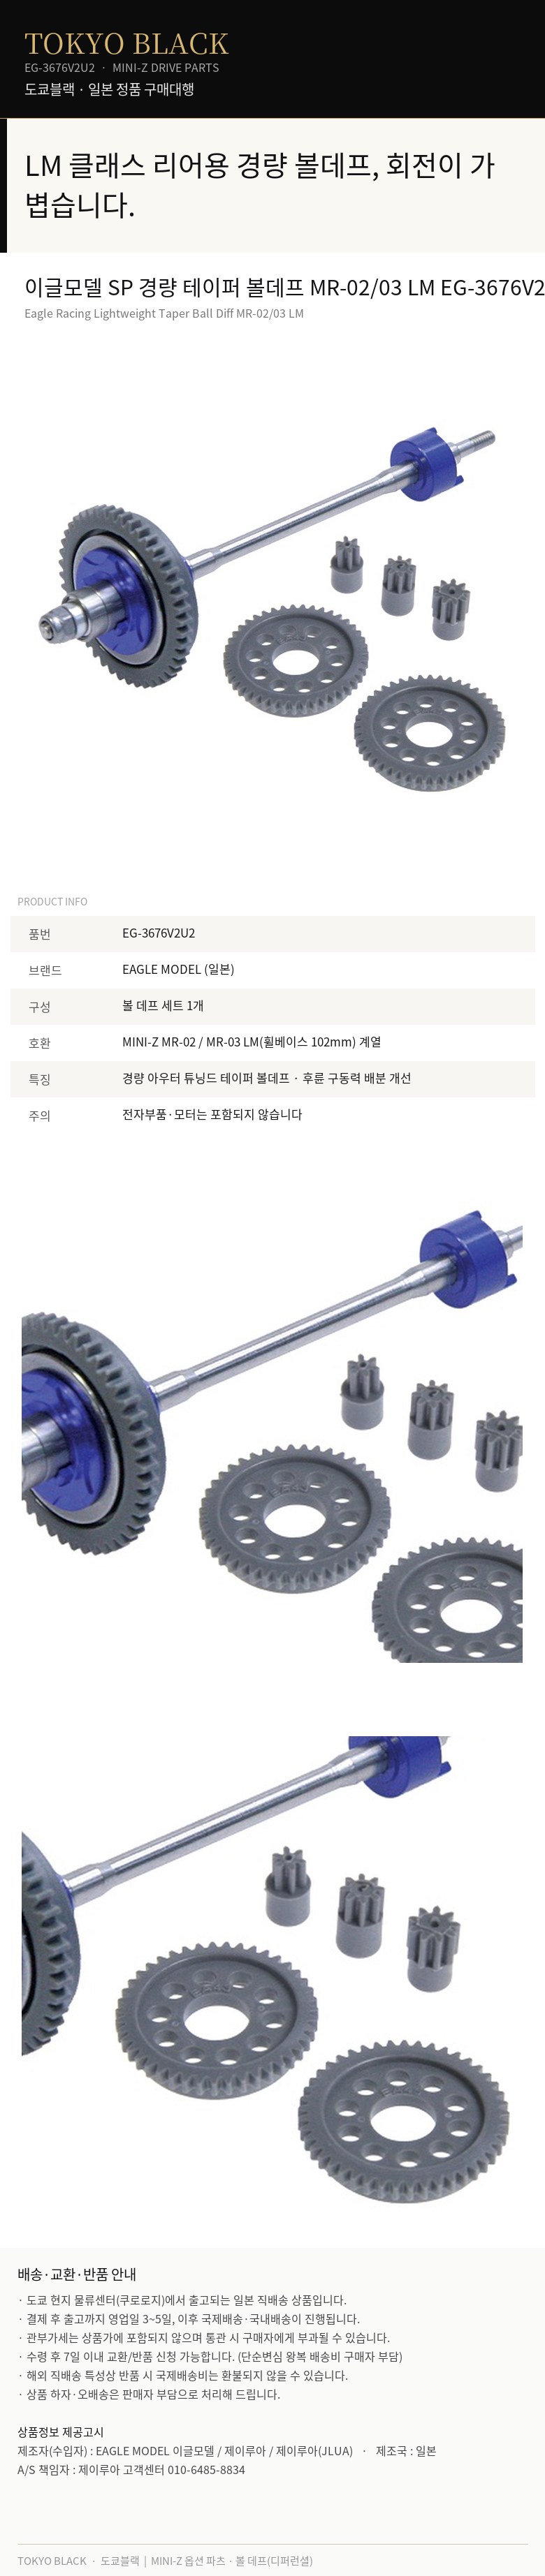 TOKYO BLACK
EG-3676V2U2 · MINI-Z DRIVE PARTS
도쿄블랙 · 일본 정품 구매대행
LM 클래스 리어용 경량 볼데프, 회전이 가
볍습니다.
이글모델 SP 경량 테이퍼 볼데프 MR-02/03 LM EG-3676V2
Eagle Racing Lightweight Taper Ball Diff MR-02/03 LM
PRODUCT INFO
품번 EG-3676V2U2
브랜드 EAGLE MODEL (일본)
구성 볼 데프 세트 1개
호환 MINI-Z MR-02 / MR-03 LM(휠베이스 102mm) 계열
특징 경량 아우터 튜닝드 테이퍼 볼데프 · 후륜 구동력 배분 개선
주의 전자부품·모터는 포함되지 않습니다
배송·교환·반품 안내
· 도쿄 현지 물류센터(쿠로로지)에서 출고되는 일본 직배송 상품입니다.
· 결제 후 출고까지 영업일 3~5일, 이후 국제배송·국내배송이 진행됩니다.
· 관부가세는 상품가에 포함되지 않으며 통관 시 구매자에게 부과될 수 있습니다.
· 수령 후 7일 이내 교환/반품 신청 가능합니다. (단순변심 왕복 배송비 구매자 부담)
· 해외 직배송 특성상 반품 시 국제배송비는 환불되지 않을 수 있습니다.
· 상품 하자·오배송은 판매자 부담으로 처리해 드립니다.
상품정보 제공고시
제조자(수입자) : EAGLE MODEL 이글모델 / 제이루아 / 제이루아(JLUA) · 제조국 : 일본
A/S 책임자 : 제이루아 고객센터 010-6485-8834
TOKYO BLACK · 도쿄블랙 | MINI-Z 옵션 파츠 · 볼 데프(디퍼런셜)